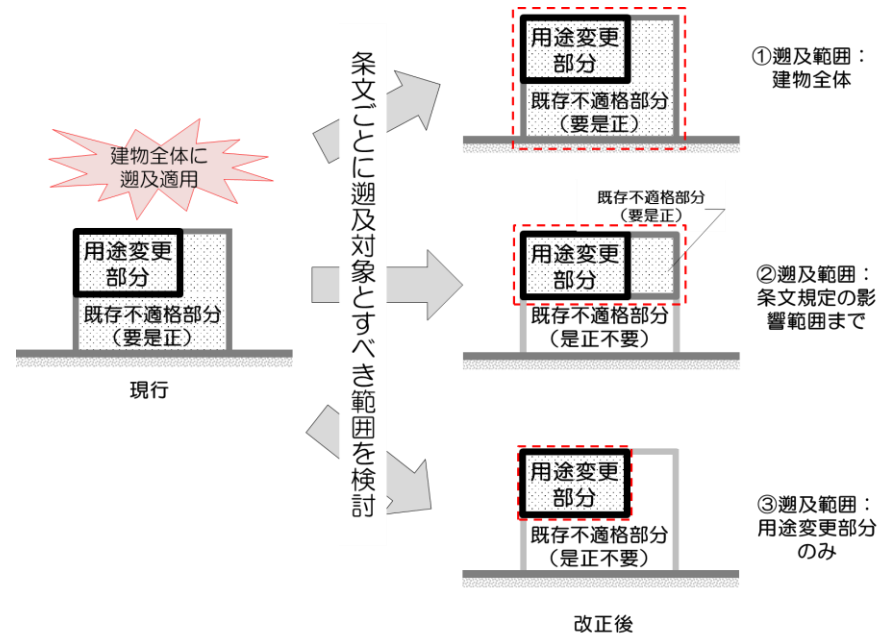 建物全体に
遡及適用
用途変更
部分
既存不適格部分
（要是正）
現行
条文ごとに遡及対象とすべき範囲を検討
用途変更
部分
既存不適格部分
（要是正）
①遡及範囲：
建物全体
既存不適格部分
（要是正）
用途変更
部分
既存不適格部分
（是正不要）
②遡及範囲：
条文規定の影
響範囲まで
用途変更
部分
既存不適格部分
（是正不要）
③遡及範囲：
用途変更部分
のみ
改正後